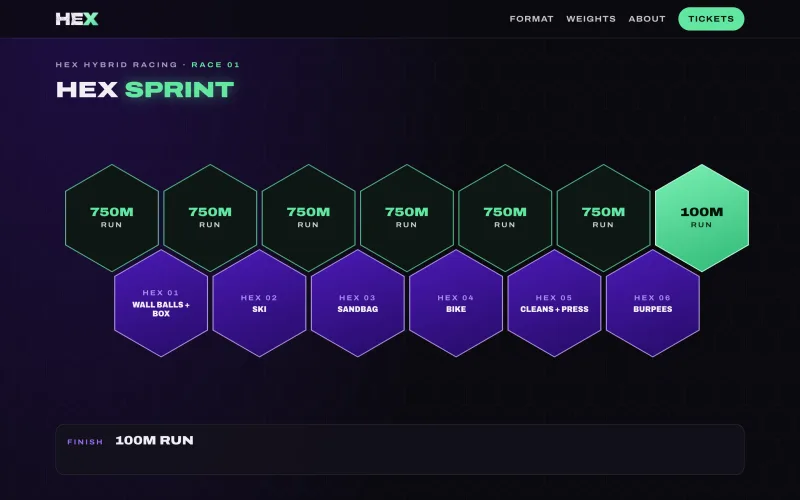 HEX
FORMAT WEIGHTS ABOUT TICKETS
HEX HYBRID RACING · RACE 01
HEX SPRINT
750M 750M 750M 750M 750M 750M 100M
RUN RUN RUN RUN RUN RUN RUN
HEX 01
WALL BALLS +
BOX
HEX 02
SKI
HEX 03
SANDBAG
HEX 04
BIKE
HEX 05
CLEANS + PRESS
HEX 06
BURPEES
FINISH 100M RUN